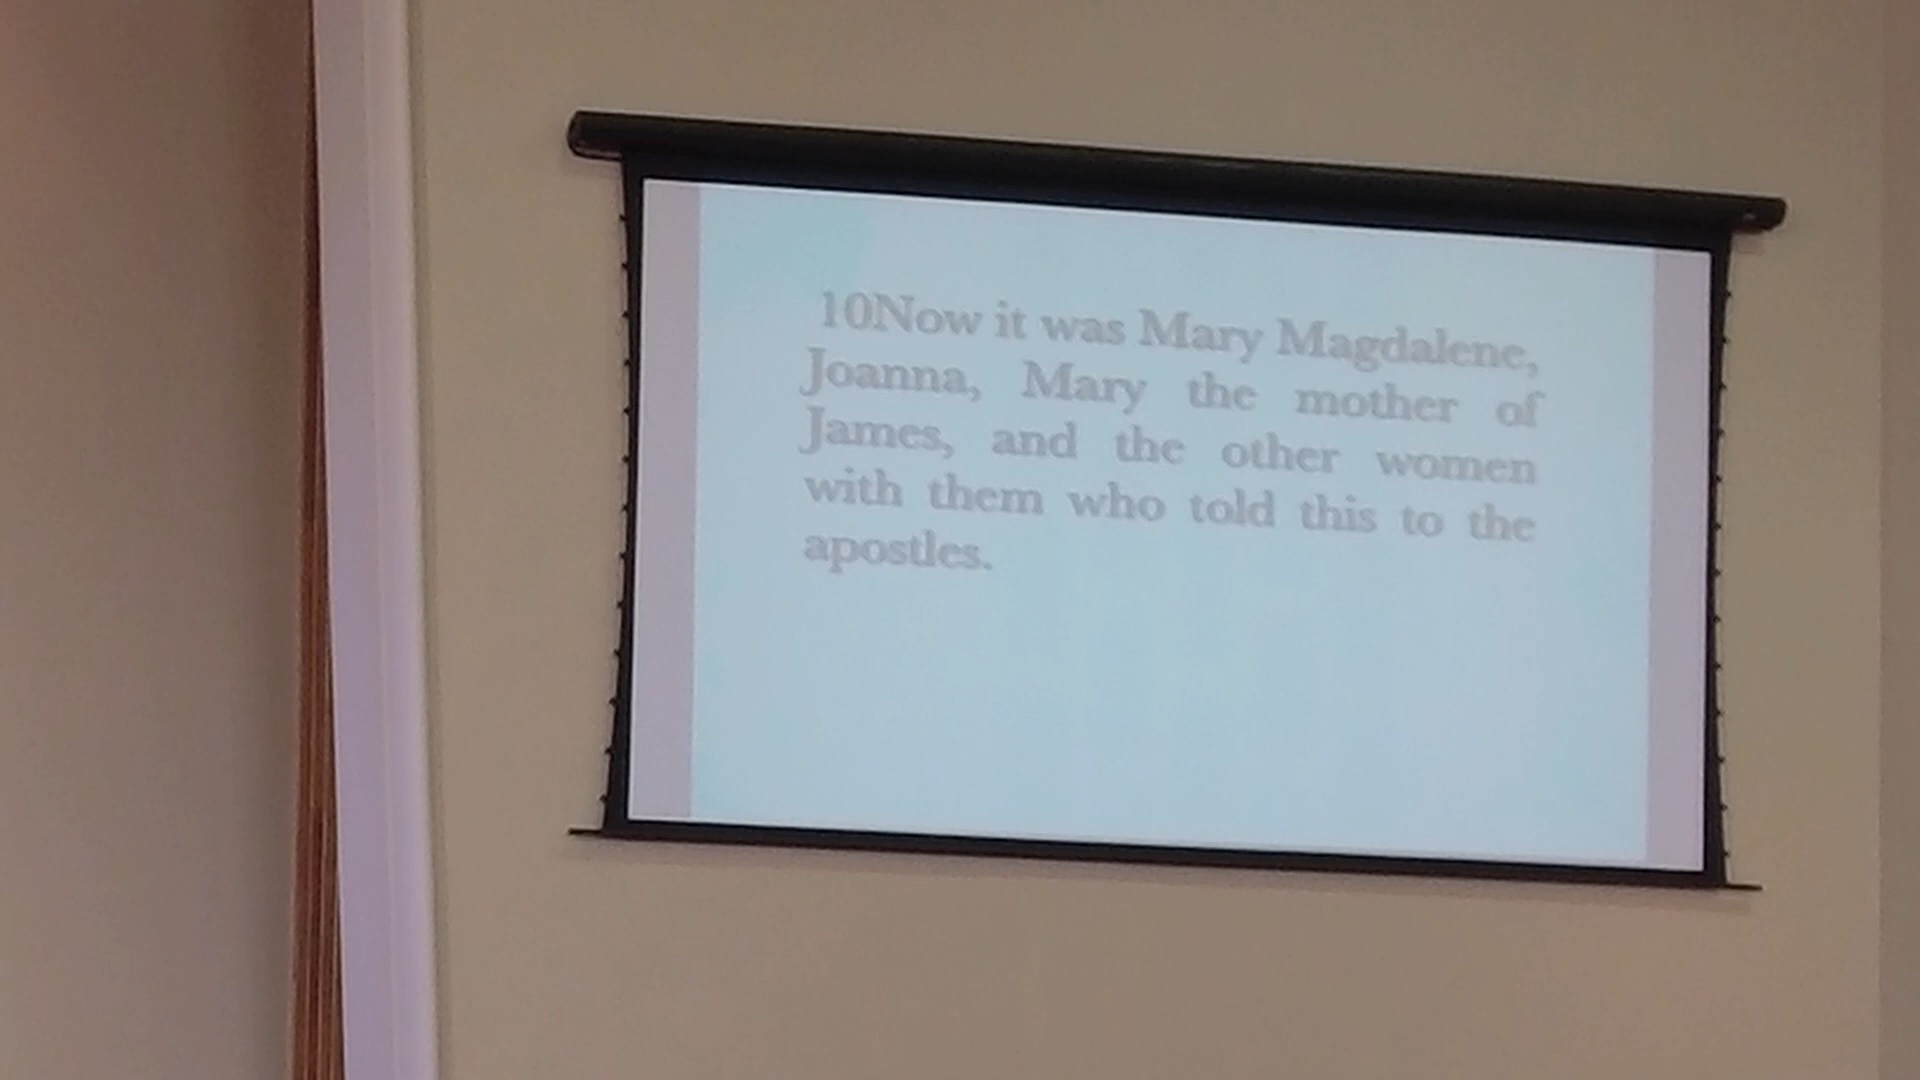 10Now it was Mary Magdalene,
Joanna, Mary the mother of
James, and the other women
with them who told this to the
apostles.